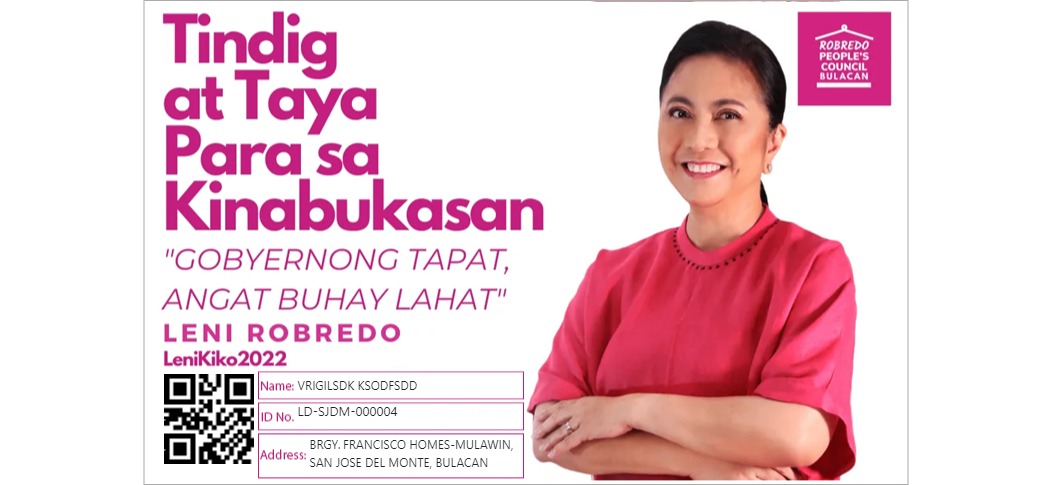 Tindig
at Taya
Para sa
Kinabukasan
"GOBYERNONG TAPAT,
ANGAT BUHAY LAHAT"
LENI ROBREDO
LeniKiko2022
Name: VRIGILSDK KSODFSDD
ID No. LD-SJDM-000004
Address: BRGY. FRANCISCO HOMES-MULAWIN,
SAN JOSE DEL MONTE, BULACAN
ROBREDO
PEOPLE'S
COUNCIL
BULACAN